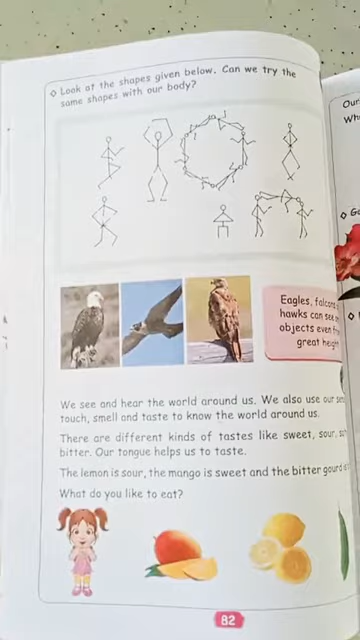 ◇ Look at the shapes given below. Can we try the
same shapes with our body?
Eagles, falcons
hawks can see
objects even
great height
We see and hear the world around us. We also use our
touch, smell and taste to know the world around us.
There are different kinds of tastes like sweet, sour,
bitter. Our tongue helps us to taste.
The lemon is sour, the mango is sweet and the bitter gourd
What do you like to eat?
82
Our